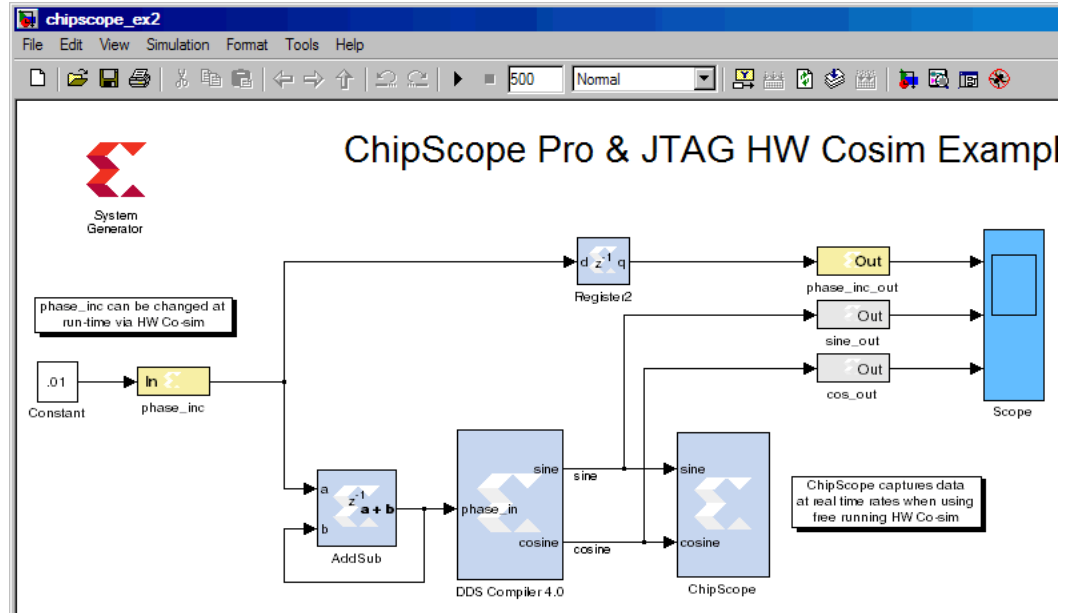 chipscope_ex2
File Edit View Simulation Format Tools Help
500 Normal
ChipScope Pro & JTAG HW Cosim Exampl
System
Generator
d z-1 q
Register2
Out
phase_inc_out
Out
sine_out
Out
cos_out
Scope
phase_inc can be changed at
run-time via HW Co-sim
.01
Constant
In
phase_inc
a
b
z-1
a + b
AddSub
phase_in
sine
cosine
DDS Compiler 4.0
sine
cosine
sine
cosine
ChipScope
ChipScope captures data
at real time rates when using
free running HW Co-sim